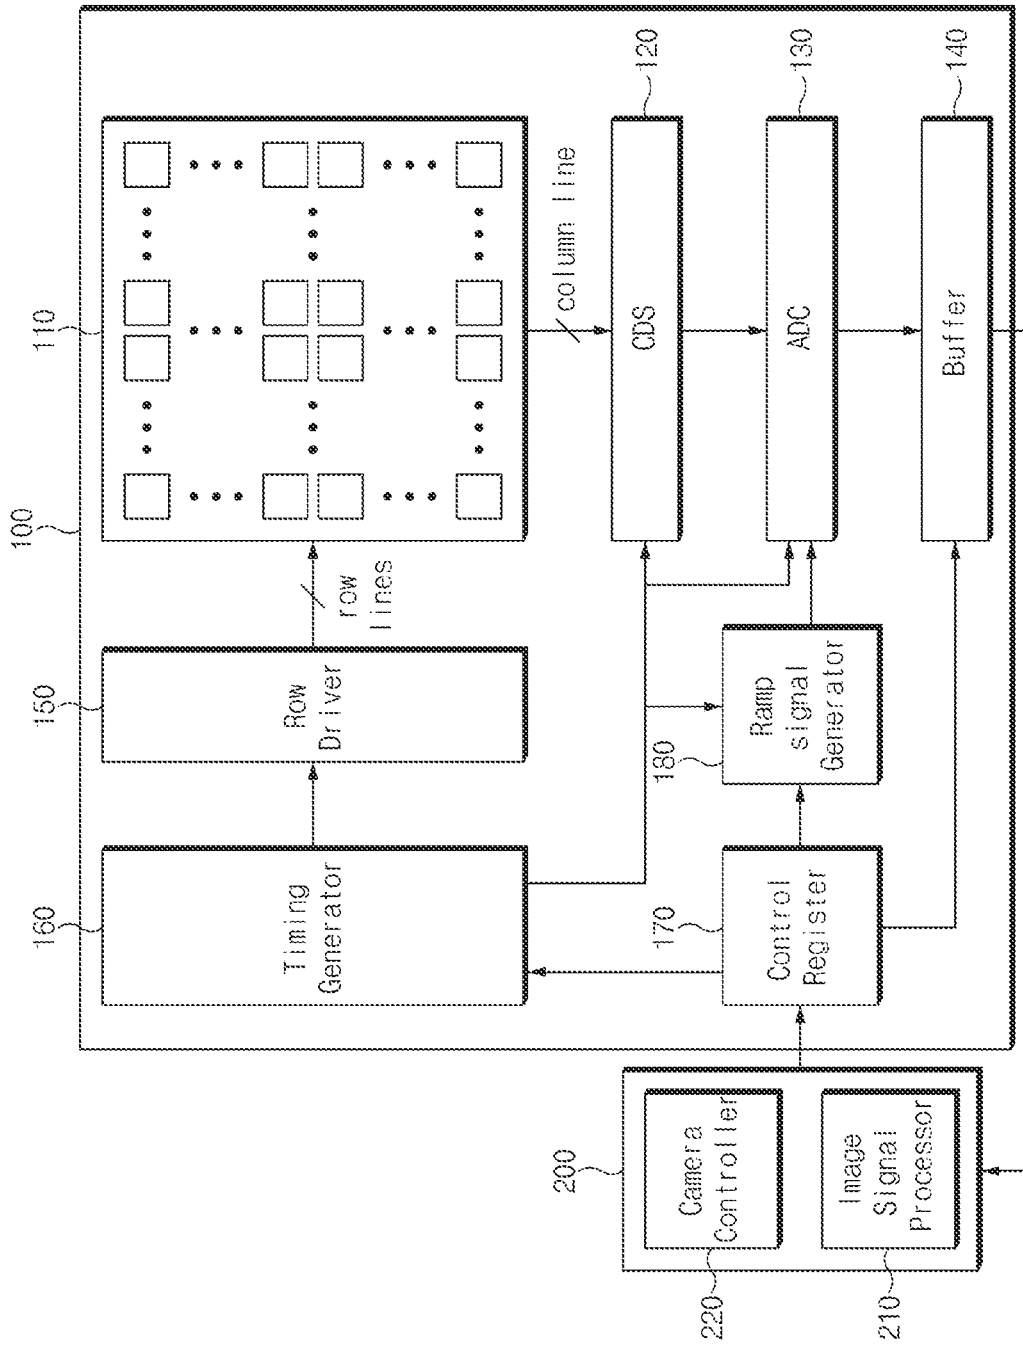 100
110
120
130
140
150
160
170
180
200
210
220
column line
row
lines
CDS
ADC
Buffer
Row
Driver
Timing
Generator
Ramp
signal
Generator
Control
Register
Camera
Controller
Image
Signal
Processor